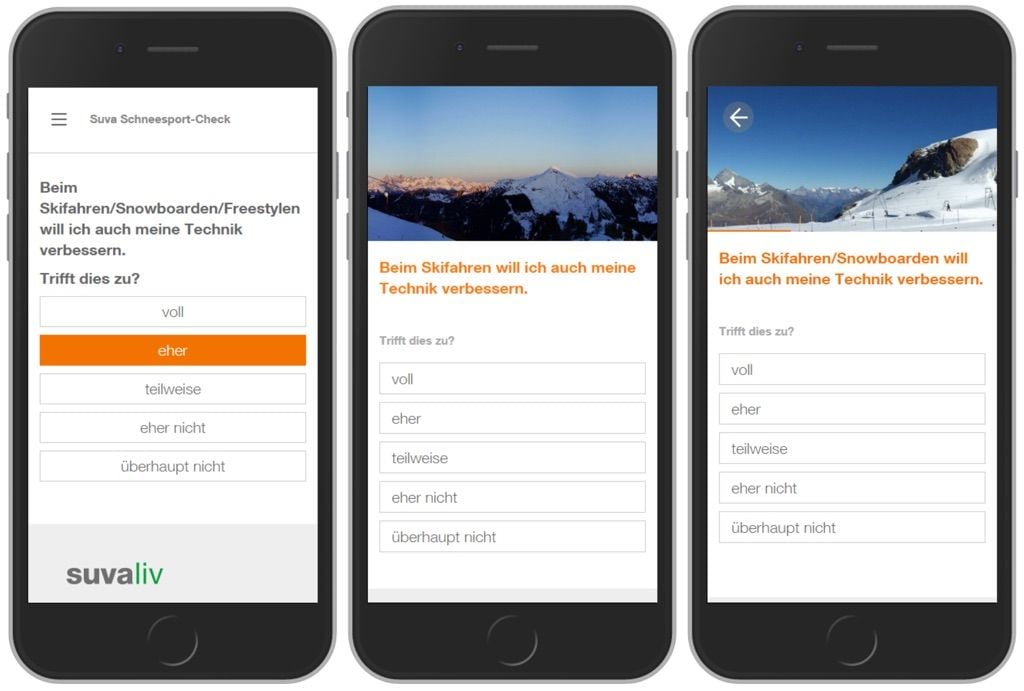 Suva Schneesport-Check
Beim
Skifahren/Snowboarden/Freestylen
will ich auch meine Technik
verbessern.
Trifft dies zu?
voll
eher
teilweise
eher nicht
überhaupt nicht
suvaliv
Beim Skifahren will ich auch meine
Technik verbessern.
Trifft dies zu?
voll
eher
teilweise
eher nicht
überhaupt nicht
Beim Skifahren/Snowboarden will
ich auch meine Technik verbessern.
Trifft dies zu?
voll
eher
teilweise
eher nicht
überhaupt nicht